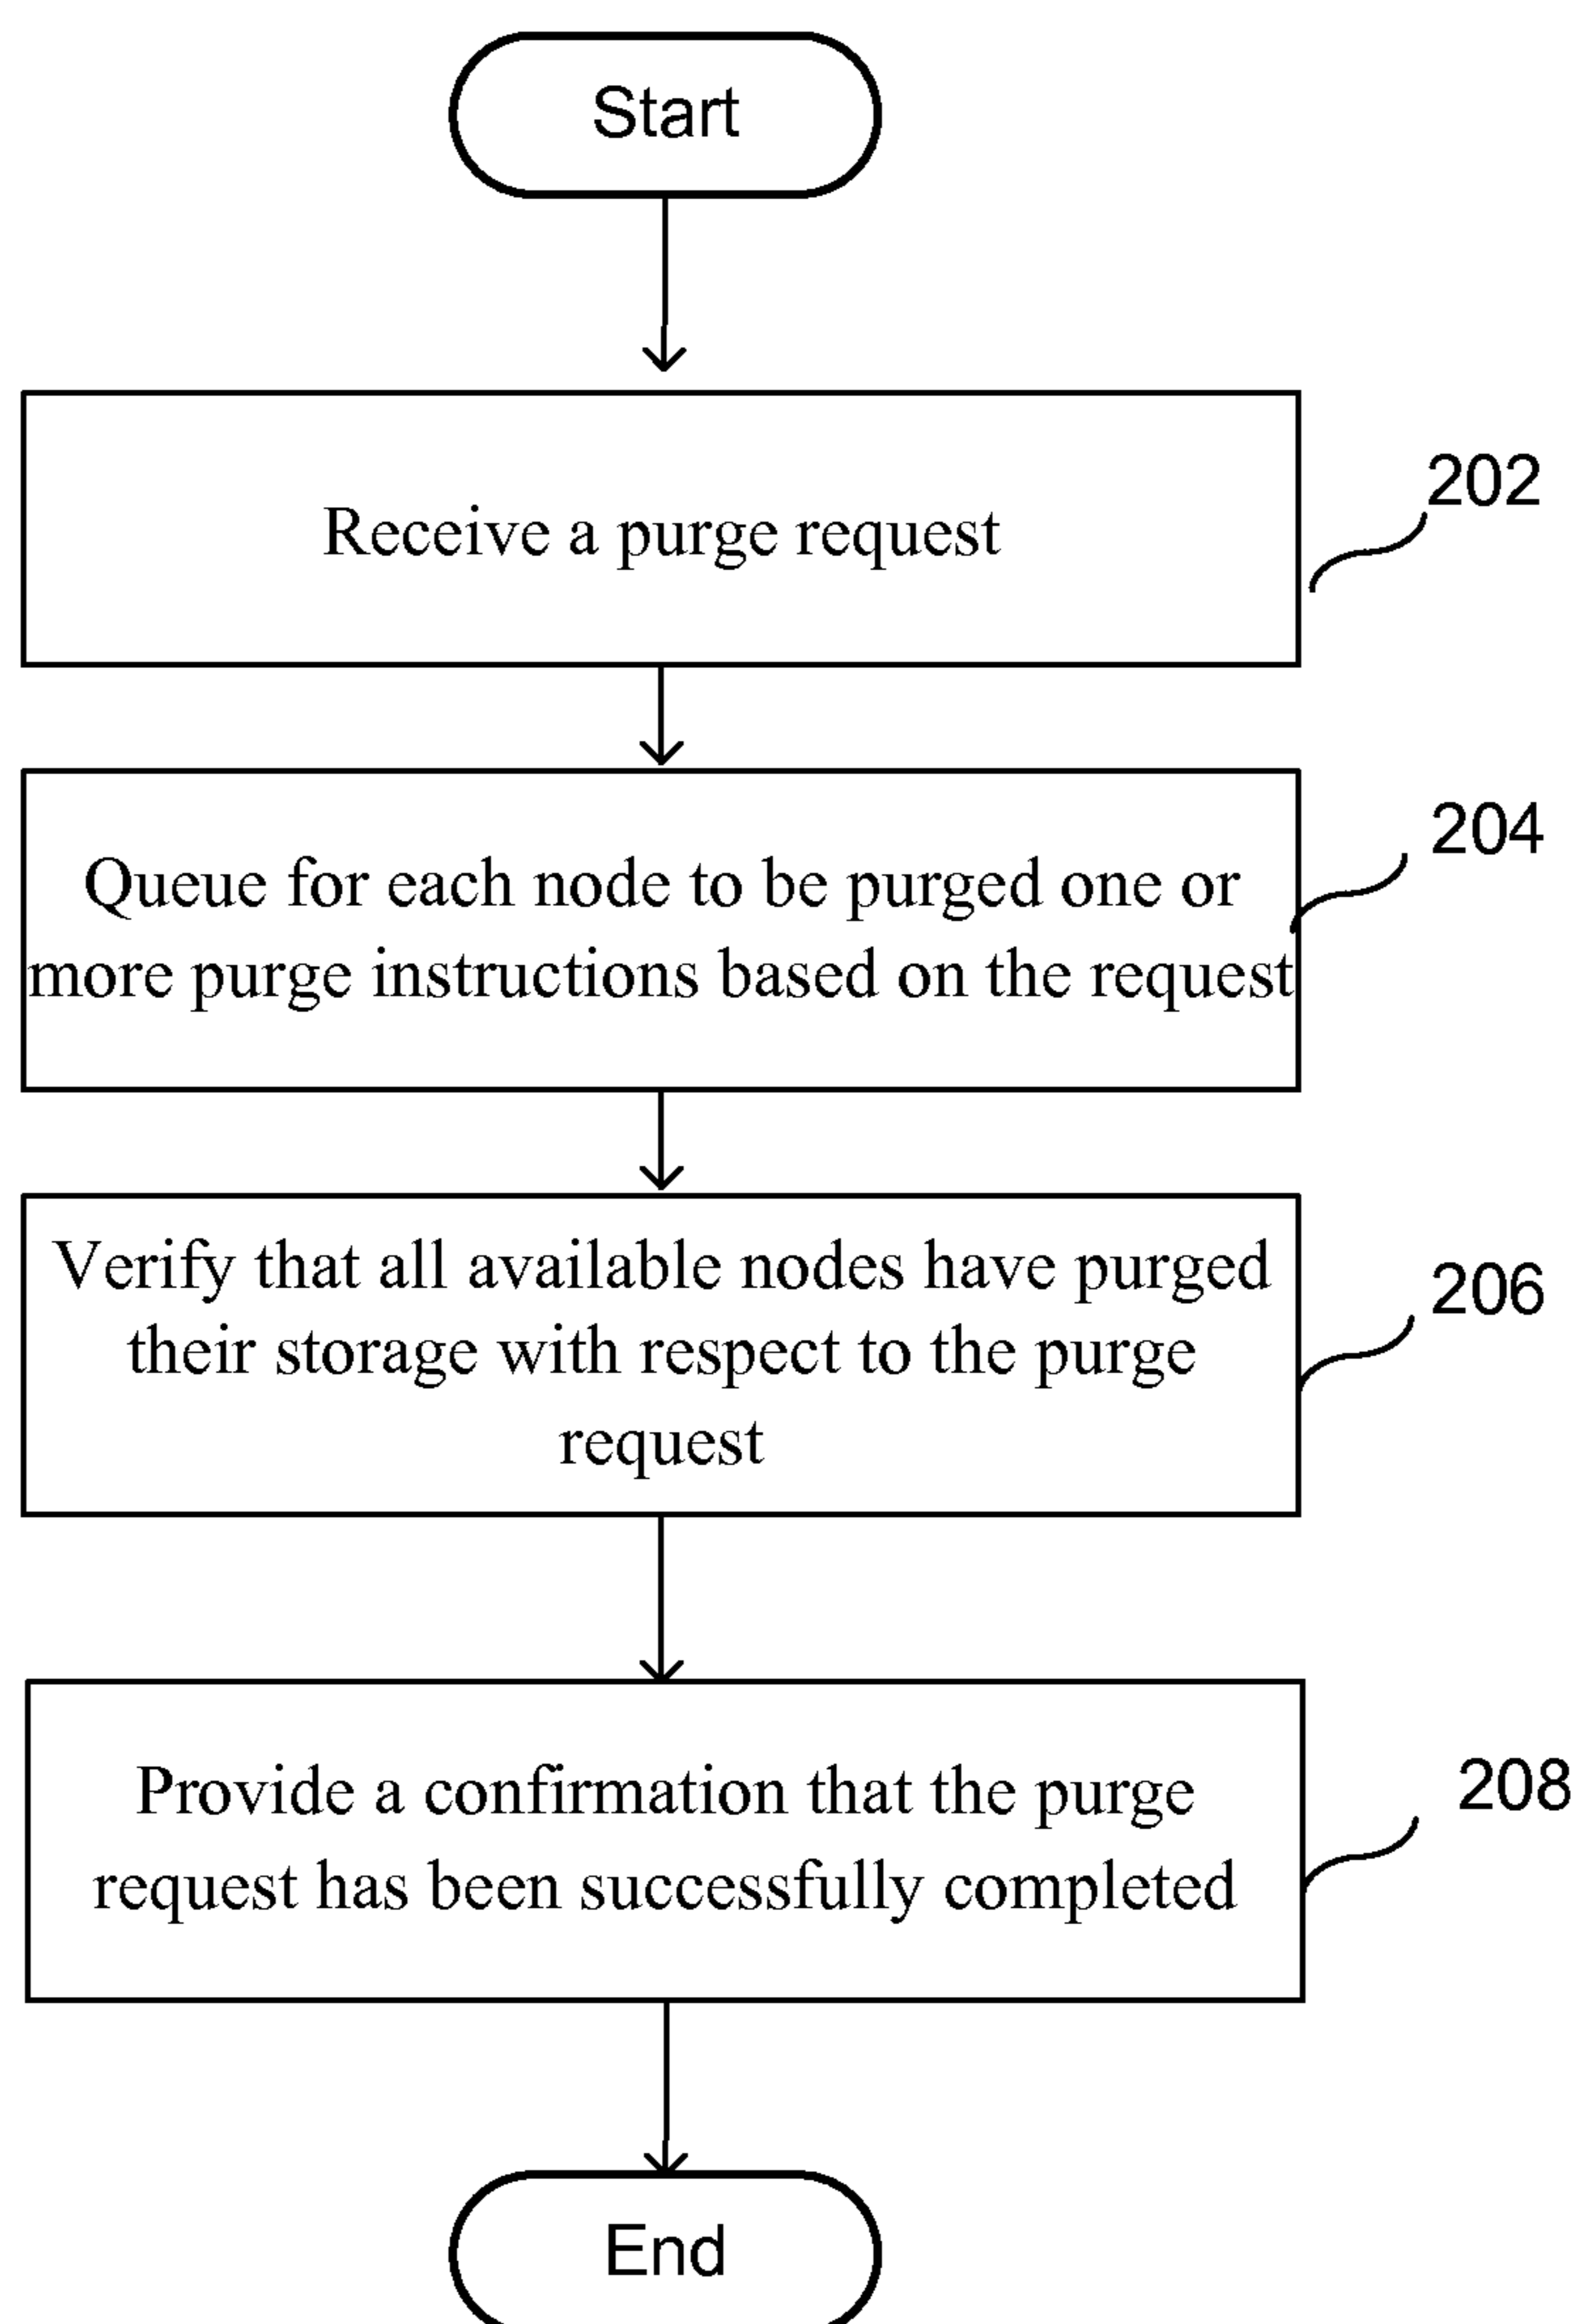 Start
Receive a purge request
202
Queue for each node to be purged one or
more purge instructions based on the request
204
Verify that all available nodes have purged
their storage with respect to the purge
request
206
Provide a confirmation that the purge
request has been successfully completed
208
End